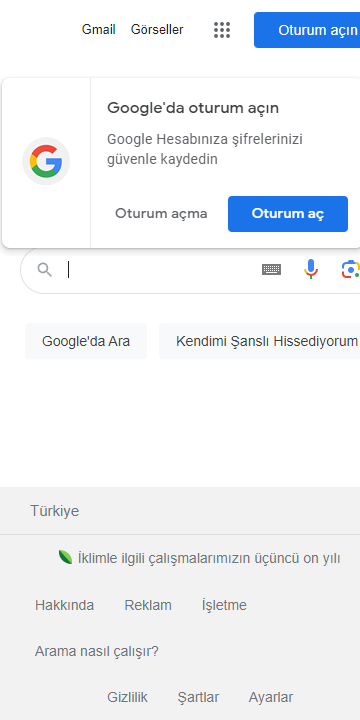 Gmail Görseller Oturum açın
Google'da oturum açın
Google Hesabınıza şifrelerinizi
güvenle kaydedin
Oturum açma Oturum aç
Google'da Ara Kendimi Şanslı Hissediyorum
Türkiye
İklimle ilgili çalışmalarımızın üçüncü on yılı
Hakkında Reklam İşletme
Arama nasıl çalışır?
Gizlilik Şartlar Ayarlar